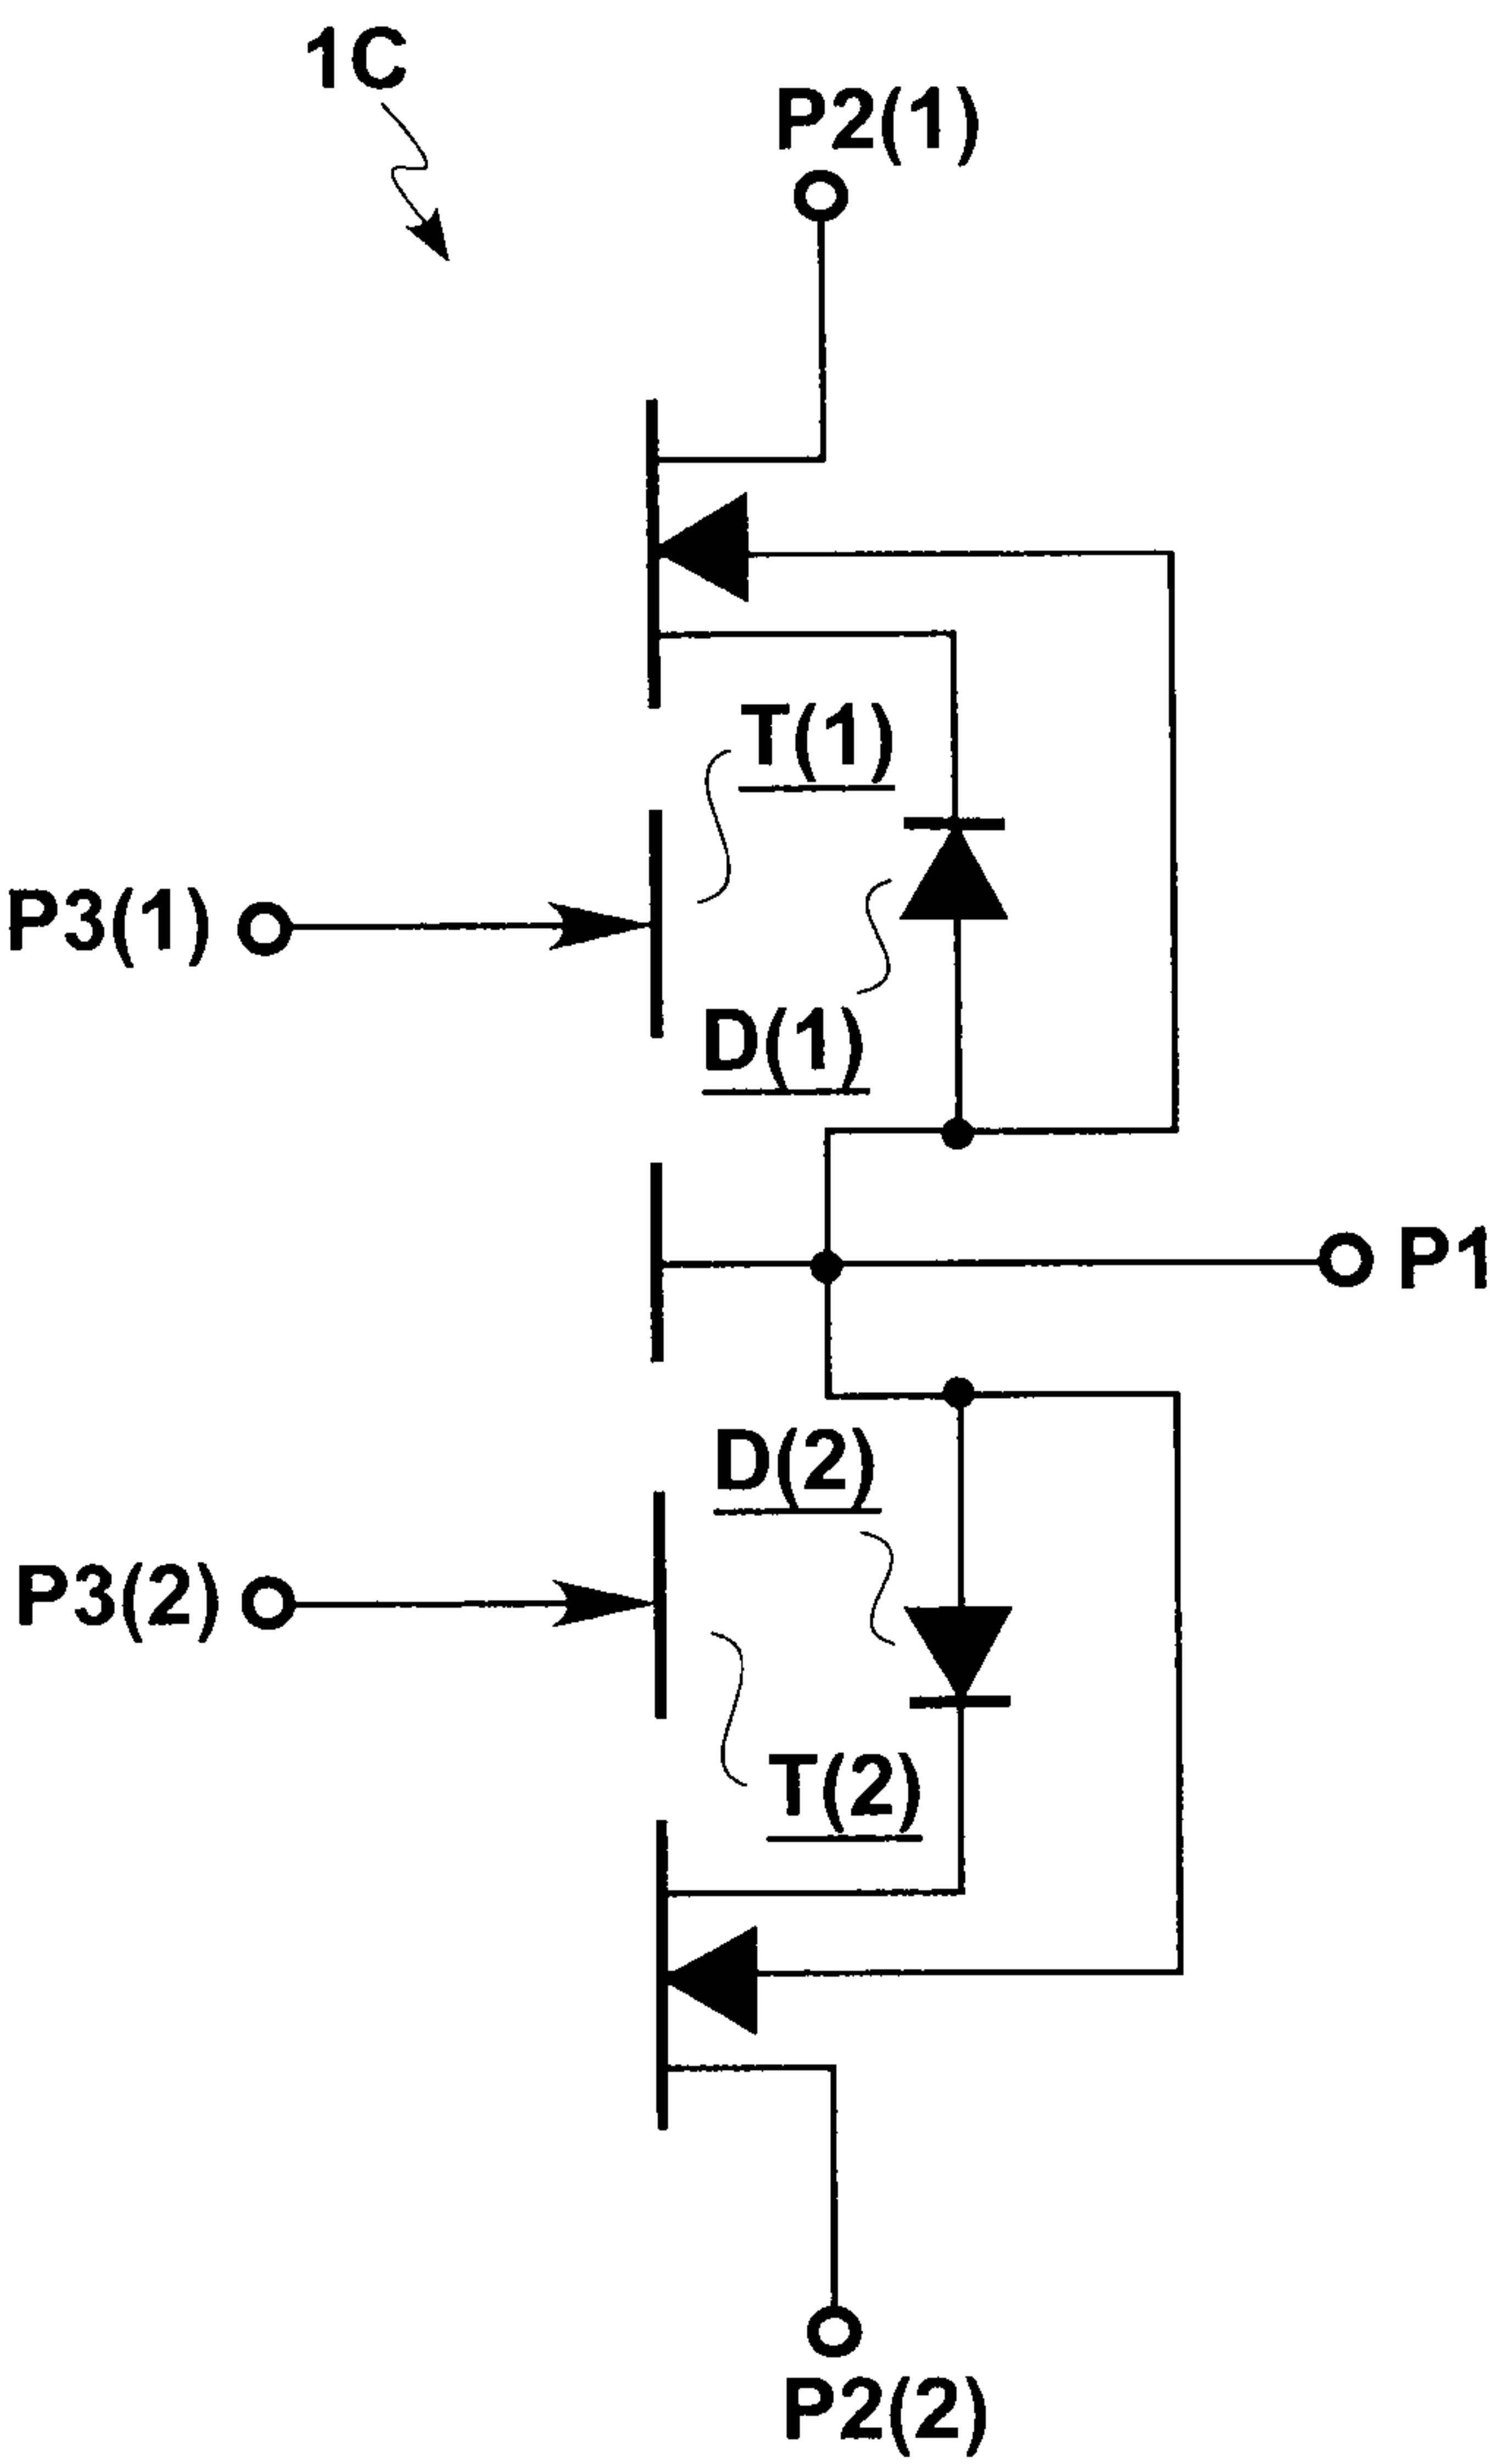 1C
P2(1)
T(1)
P3(1)
D(1)
P1
D(2)
P3(2)
T(2)
P2(2)